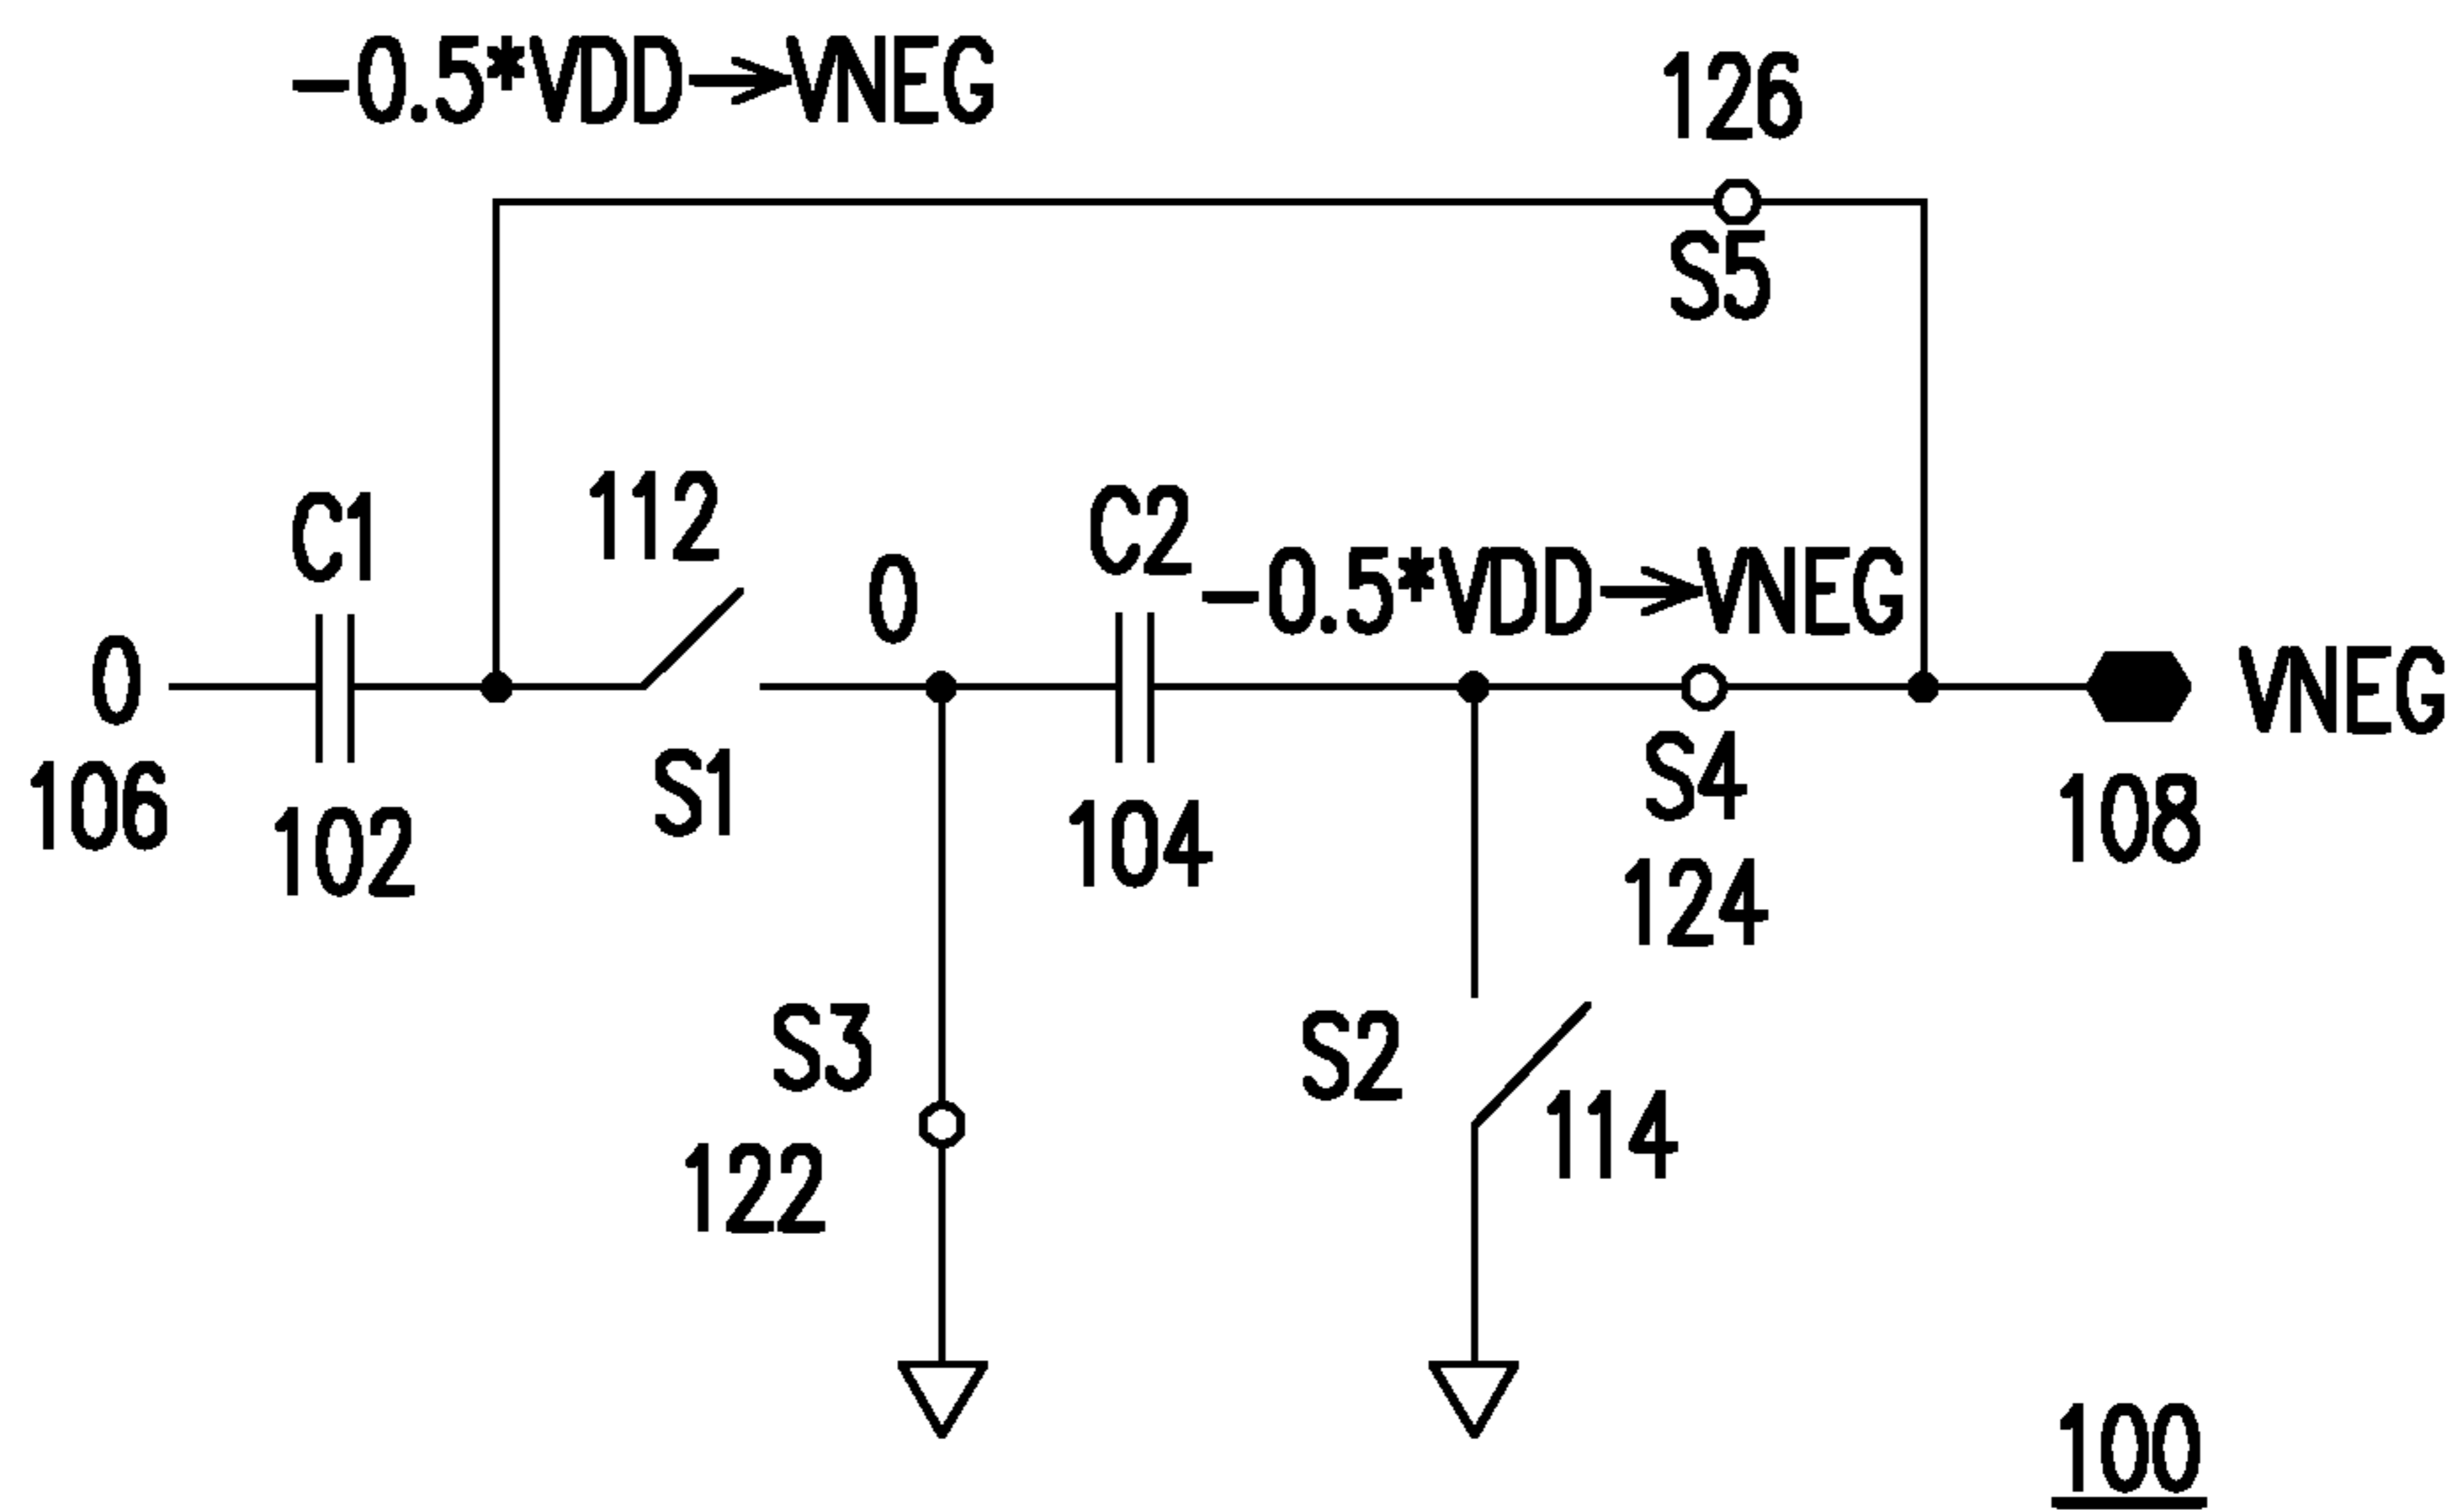 -0.5*VDD→VNEG
126
S5
C1
112
0
C2
-0.5*VDD→VNEG
0
VNEG
106
102
S1
104
S4
108
124
S3
S2
122
114
100